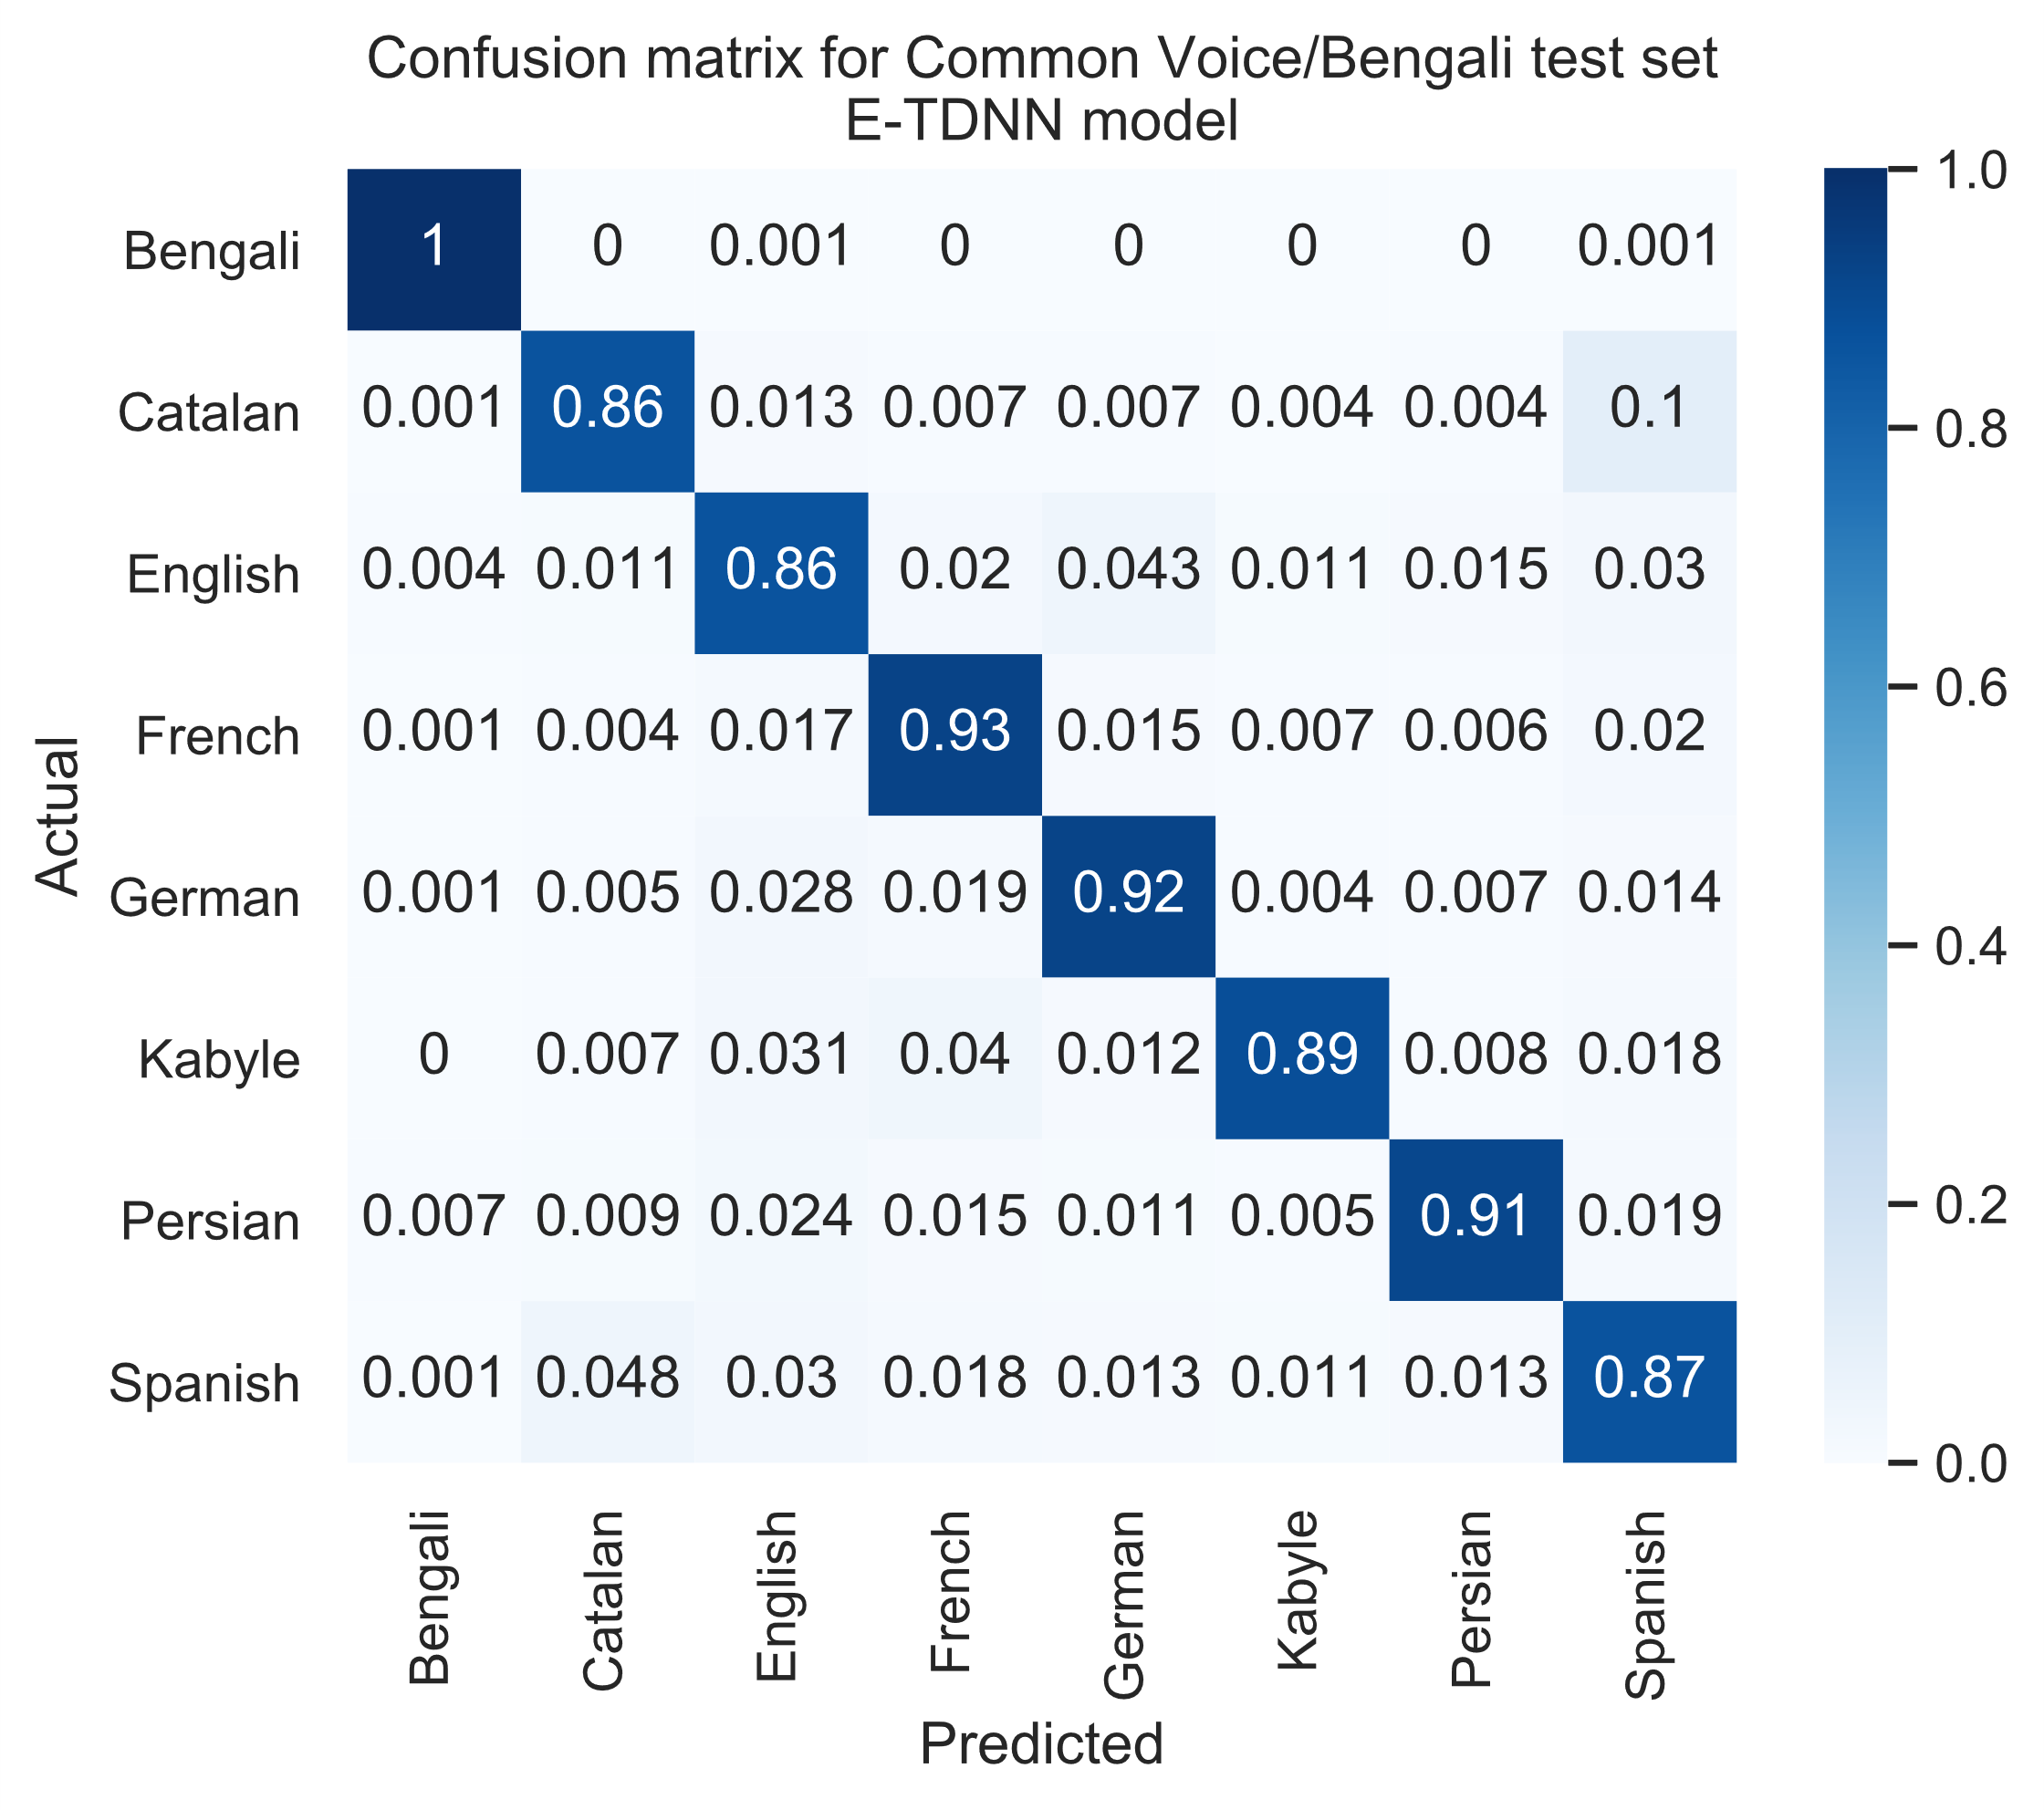 Confusion matrix for Common Voice/Bengali test set
E-TDNN model
Bengali 1 0 0.001 0 0 0 0 0.001
Catalan 0.001 0.86 0.013 0.007 0.007 0.004 0.004 0.1
English 0.004 0.011 0.86 0.02 0.043 0.011 0.015 0.03
French 0.001 0.004 0.017 0.93 0.015 0.007 0.006 0.02
German 0.001 0.005 0.028 0.019 0.92 0.004 0.007 0.014
Kabyle 0 0.007 0.031 0.04 0.012 0.89 0.008 0.018
Persian 0.007 0.009 0.024 0.015 0.011 0.005 0.91 0.019
Spanish 0.001 0.048 0.03 0.018 0.013 0.011 0.013 0.87
Actual
Bengali Catalan English French German Kabyle Persian Spanish
Predicted
1.0
0.8
0.6
0.4
0.2
0.0